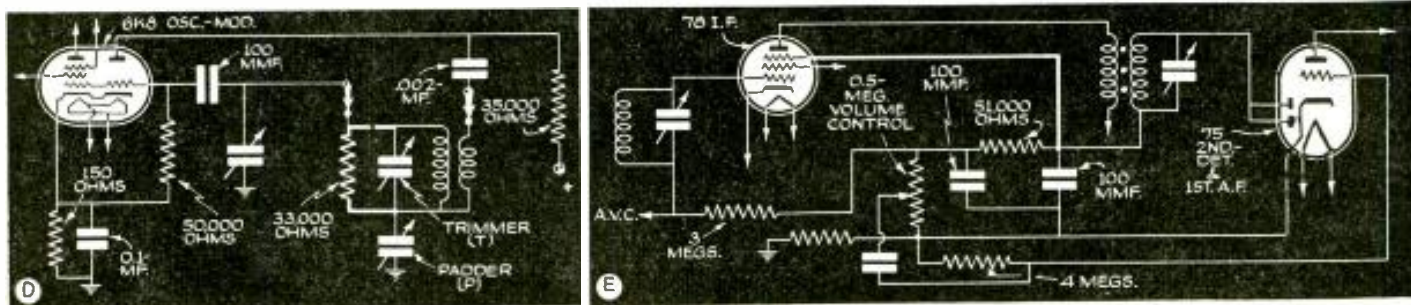 6K8 OSC.-MOD.
100
MMF.
.002-
MF.
35,000
OHMS
150
OHMS
0.1-
MF.
50,000
OHMS
33,000
OHMS
TRIMMER
(T)
PADDER
(P)
D
78 I.F.
0.5-
MEG.
VOLUME
CONTROL
100
MMF.
51,000
OHMS
100
MMF.
75
2ND-
DET.
&
1ST. A.F.
A.V.C.
3
MEGS.
4 MEGS.
E